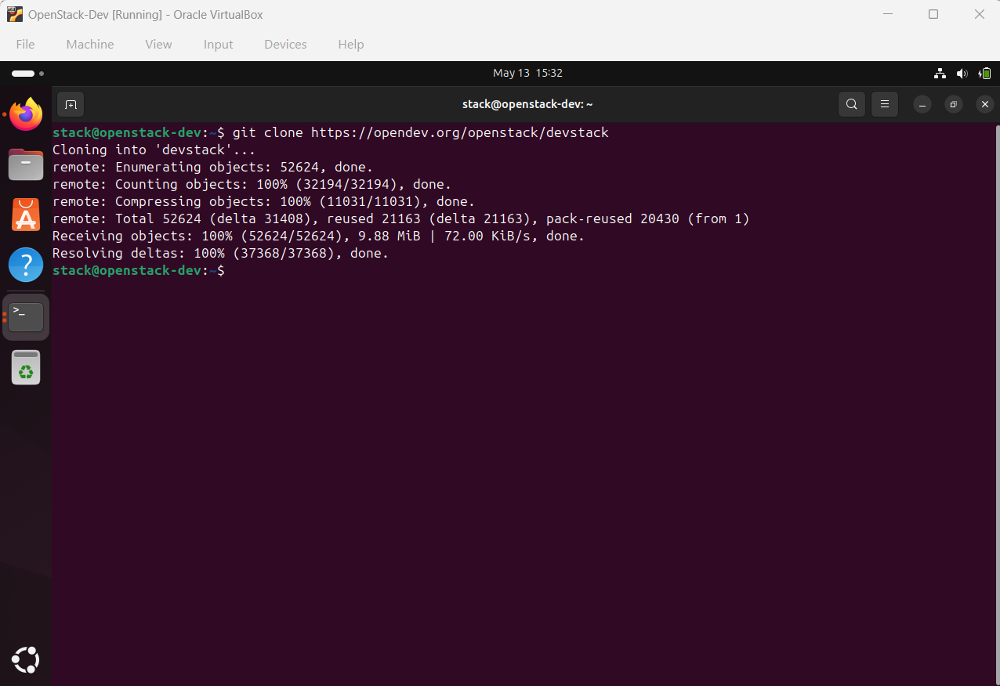 OpenStack-Dev [Running] - Oracle VirtualBox
File Machine View Input Devices Help
May 13 15:32
stack@openstack-dev: ~
stack@openstack-dev:~$ git clone https://opendev.org/openstack/devstack
Cloning into 'devstack'...
remote: Enumerating objects: 52624, done.
remote: Counting objects: 100% (32194/32194), done.
remote: Compressing objects: 100% (11031/11031), done.
remote: Total 52624 (delta 31408), reused 21163 (delta 21163), pack-reused 20430 (from 1)
Receiving objects: 100% (52624/52624), 9.88 MiB | 72.00 KiB/s, done.
Resolving deltas: 100% (37368/37368), done.
stack@openstack-dev:~$